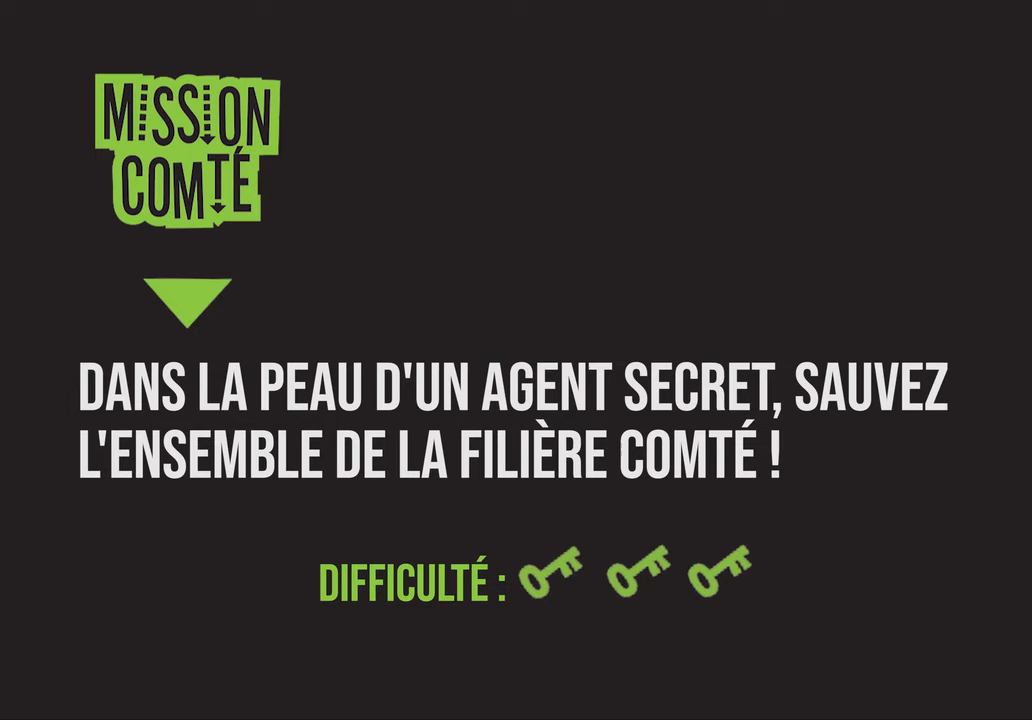 MISSION
COMTÉ
DANS LA PEAU D'UN AGENT SECRET, SAUVEZ
L'ENSEMBLE DE LA FILIÈRE COMTÉ !
DIFFICULTÉ :